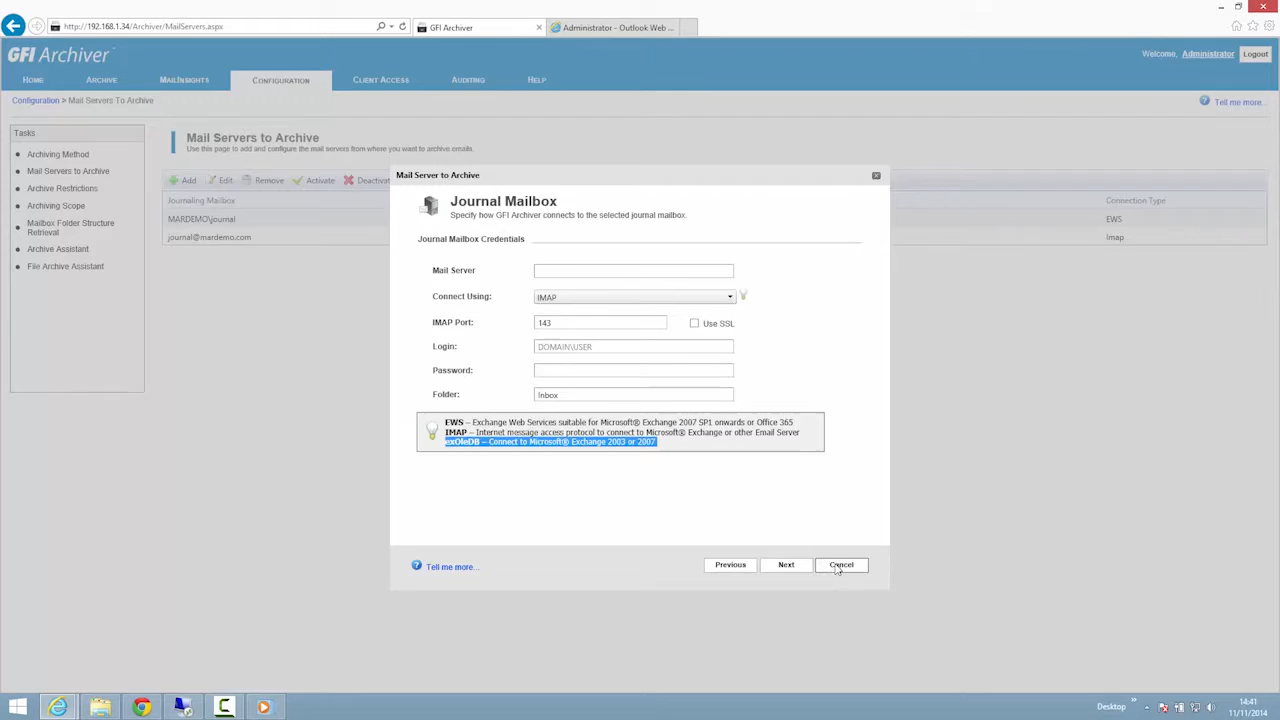 http://192.168.1.34/Archiver/MailServers.aspx
GFI Archiver
Administrator - Outlook Web ...
GFI Archiver
Welcome, Administrator
Logout
HOME
ARCHIVE
MAILINSIGHTS
CONFIGURATION
CLIENT ACCESS
AUDITING
HELP
Configuration > Mail Servers To Archive
Tell me more...
Tasks
Archiving Method
Mail Servers to Archive
Archive Restrictions
Archiving Scope
Mailbox Folder Structure
Retrieval
Archive Assistant
File Archive Assistant
Mail Servers to Archive
Use this page to add and configure the mail servers from where you want to archive emails.
Add
Edit
Remove
Activate
Deactivat
Journaling Mailbox
Connection Type
MARDEMO\journal
EWS
journal@mardemo.com
Imap
Mail Server to Archive
Journal Mailbox
Specify how GFI Archiver connects to the selected journal mailbox.
Journal Mailbox Credentials
Mail Server
Connect Using:
IMAP
IMAP Port:
143
Use SSL
Login:
DOMAIN\USER
Password:
Folder:
Inbox
EWS – Exchange Web Services suitable for Microsoft® Exchange 2007 SP1 onwards or Office 365
IMAP – Internet message access protocol to connect to Microsoft® Exchange or other Email Server
exOleDB – Connect to Microsoft® Exchange 2003 or 2007
Tell me more...
Previous
Next
Cancel
Desktop
14:41
11/11/2014